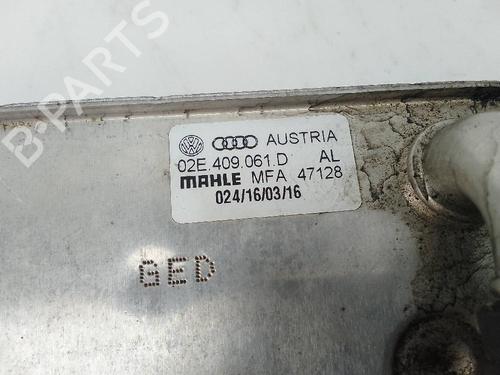 B-PARTS
AUSTRIA
02E.409.061.D AL
MAHLE MFA 47128
024/16/03/16
GED